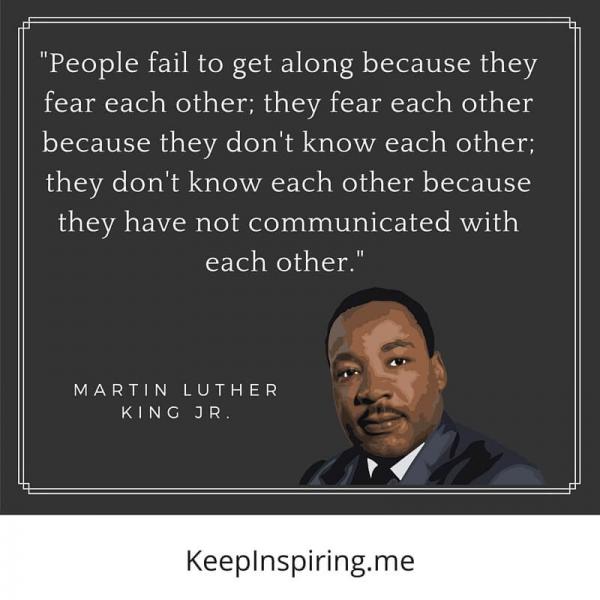 "People fail to get along because they
fear each other; they fear each other
because they don't know each other;
they don't know each other because
they have not communicated with
each other."
MARTIN LUTHER
KING JR.
KeepInspiring.me